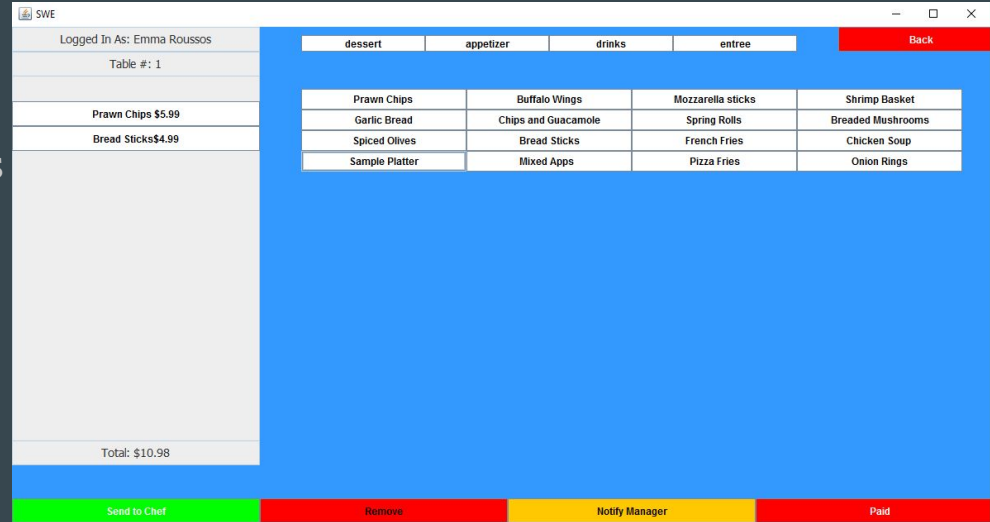 SWE
Logged In As: Emma Roussos
Table #: 1
Prawn Chips $5.99
Bread Sticks$4.99
Total: $10.98
dessert appetizer drinks entree
Back
Prawn Chips Buffalo Wings Mozzarella sticks Shrimp Basket
Garlic Bread Chips and Guacamole Spring Rolls Breaded Mushrooms
Spiced Olives Bread Sticks French Fries Chicken Soup
Sample Platter Mixed Apps Pizza Fries Onion Rings
Send to Chef Remove Notify Manager Paid